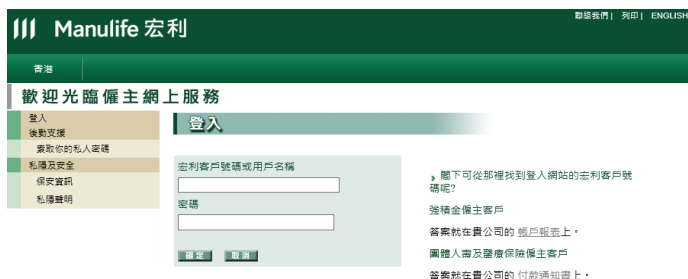 聯絡我們 | 列印 | ENGLISH
Manulife 宏利
香港
歡迎光臨僱主網上服務
登入
後勤支援
索取你的私人密碼
私隱及安全
保安資訊
私隱聲明
登入
宏利客戶號碼或用戶名稱
密碼
確定 取消
閣下可從那裡找到登入網站的宏利客戶號
碼呢?
強積金僱主客戶
答案就在貴公司的 帳戶報表上。
團體人壽及醫療保險僱主客戶
答案就在貴公司的 付款通知書上。